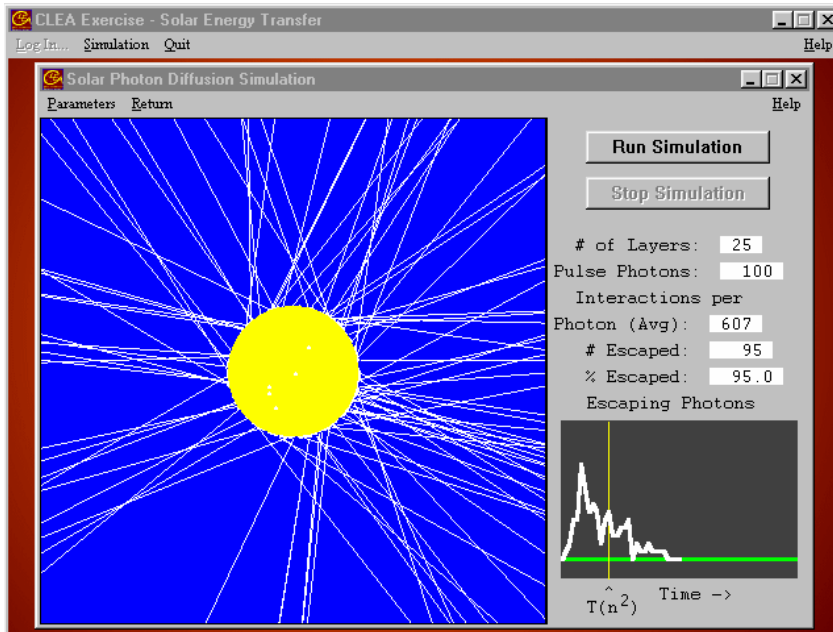 CLEA Exercise - Solar Energy Transfer
Log In... Simulation Quit Help
Solar Photon Diffusion Simulation
Parameters Return Help
Run Simulation
Stop Simulation
# of Layers: 25
Pulse Photons: 100
Interactions per
Photon (Avg): 607
# Escaped: 95
% Escaped: 95.0
Escaping Photons
T(n²) Time ->